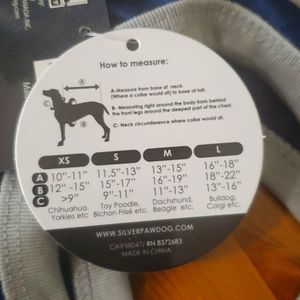 How to measure:
A-Measure from base of neck
(Where a collar would sit) to base of tail.
B- Measuring right around the body from behind
the front legs around the deepest part of the chest.
C- Neck circumference where collar would sit.
XS S M L
A 10"-11" 11.5"-13" 13"-15" 16"-18"
B 12" -15" 15"-17" 16"-19" 18"-22"
C >9" 9"-11" 11"-13" 13"-16"
Chihuahua, Toy Poodle, Dachshund, Bulldog,
Yorkies etc Bichon Frisé etc. Beagle etc. Corgi etc.
WWW.SILVERPAWDOG.COM
CA#58047/ RN 8372683
MADE IN CHINA